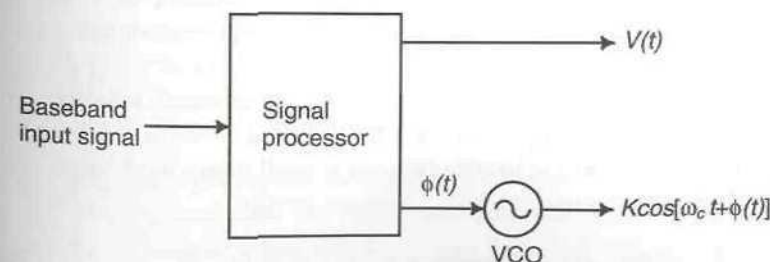 V(t)
Baseband
input signal
Signal
processor
ϕ(t)
Kcos[ω_c t+ϕ(t)]
VCO